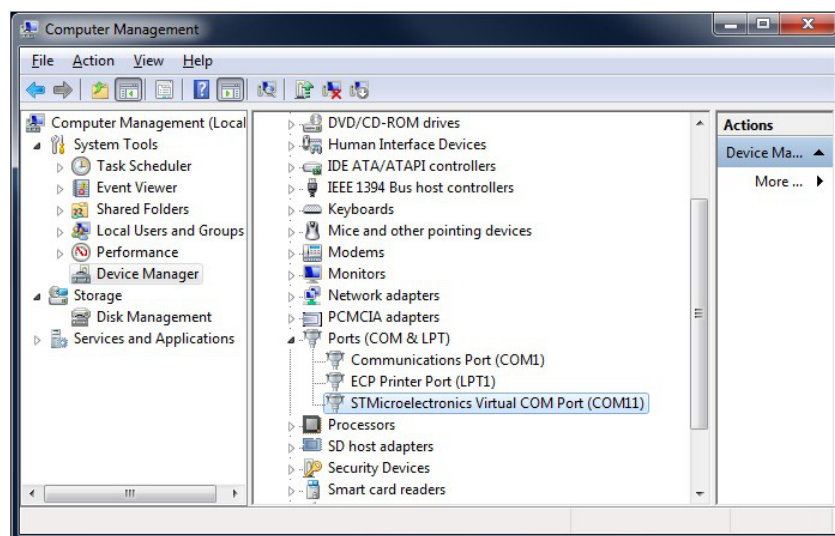 Computer Management
File Action View Help
Computer Management (Local
System Tools
Task Scheduler
Event Viewer
Shared Folders
Local Users and Groups
Performance
Device Manager
Storage
Disk Management
Services and Applications
DVD/CD-ROM drives
Human Interface Devices
IDE ATA/ATAPI controllers
IEEE 1394 Bus host controllers
Keyboards
Mice and other pointing devices
Modems
Monitors
Network adapters
PCMCIA adapters
Ports (COM & LPT)
Communications Port (COM1)
ECP Printer Port (LPT1)
STMicroelectronics Virtual COM Port (COM11)
Processors
SD host adapters
Security Devices
Smart card readers
Actions
Device Ma...
More ...